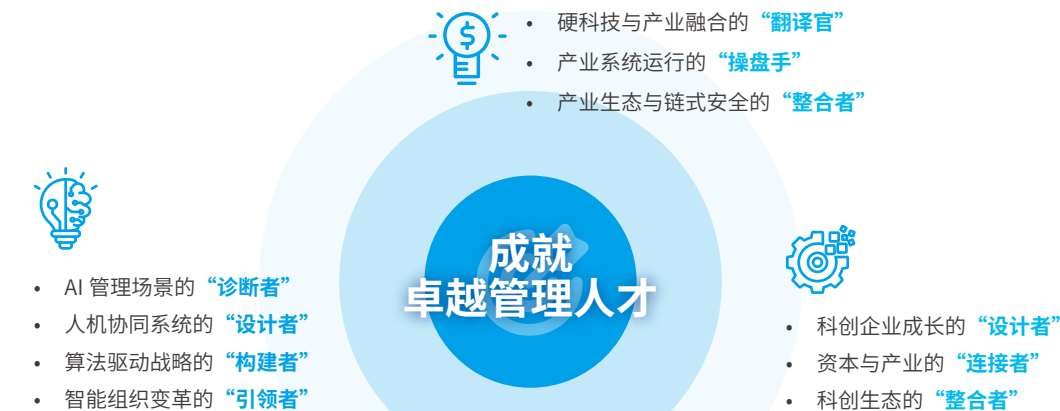 • 硬科技与产业融合的“翻译官”
• 产业系统运行的“操盘手”
• 产业生态与链式安全的“整合者”
成就
卓越管理人才
• AI 管理场景的“诊断者”
• 人机协同系统的“设计者”
• 算法驱动战略的“构建者”
• 智能组织变革的“引领者”
• 科创企业成长的“设计者”
• 资本与产业的“连接者”
• 科创生态的“整合者”